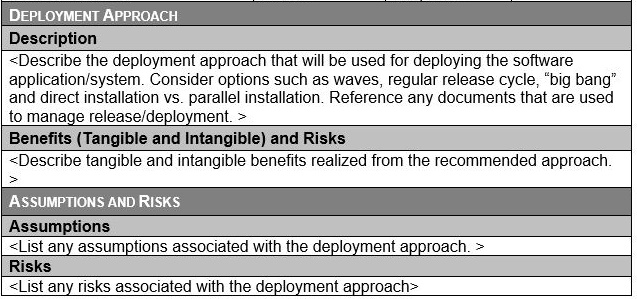 DEPLOYMENT APPROACH
Description
<Describe the deployment approach that will be used for deploying the software
application/system. Consider options such as waves, regular release cycle, “big bang”
and direct installation vs. parallel installation. Reference any documents that are used
to manage release/deployment. >
Benefits (Tangible and Intangible) and Risks
<Describe tangible and intangible benefits realized from the recommended approach.
>
ASSUMPTIONS AND RISKS
Assumptions
<List any assumptions associated with the deployment approach. >
Risks
<List any risks associated with the deployment approach>